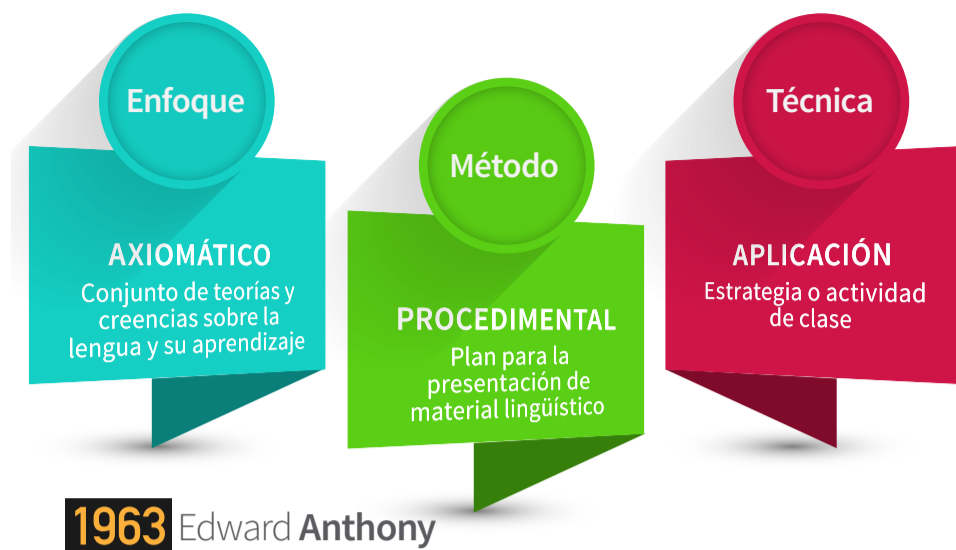 Enfoque
AXIOMÁTICO
Conjunto de teorías y
creencias sobre la
lengua y su aprendizaje
Método
PROCEDIMENTAL
Plan para la
presentación de
material lingüístico
Técnica
APLICACIÓN
Estrategia o actividad
de clase
1963 Edward Anthony